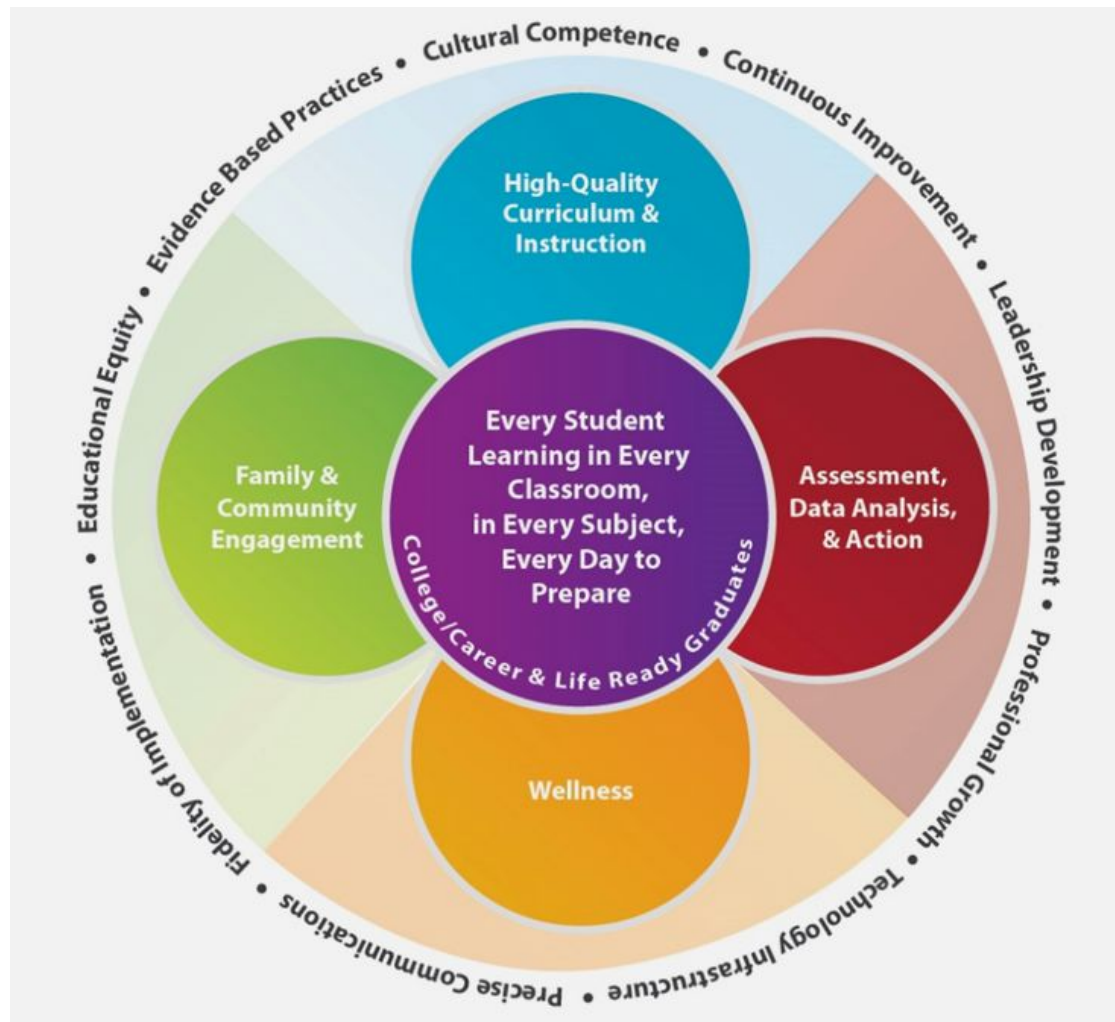 Cultural Competence • Continuous Improvement • Leadership Development • Professional Growth • Technology Infrastructure • Precise Communications • Fidelity of Implementation • Educational Equity • Evidence Based Practices •
High-Quality
Curriculum &
Instruction
Family &
Community
Engagement
Every Student
Learning in Every
Classroom,
in Every Subject,
Every Day to
Prepare
College/Career & Life Ready Graduates
Assessment,
Data Analysis,
& Action
Wellness